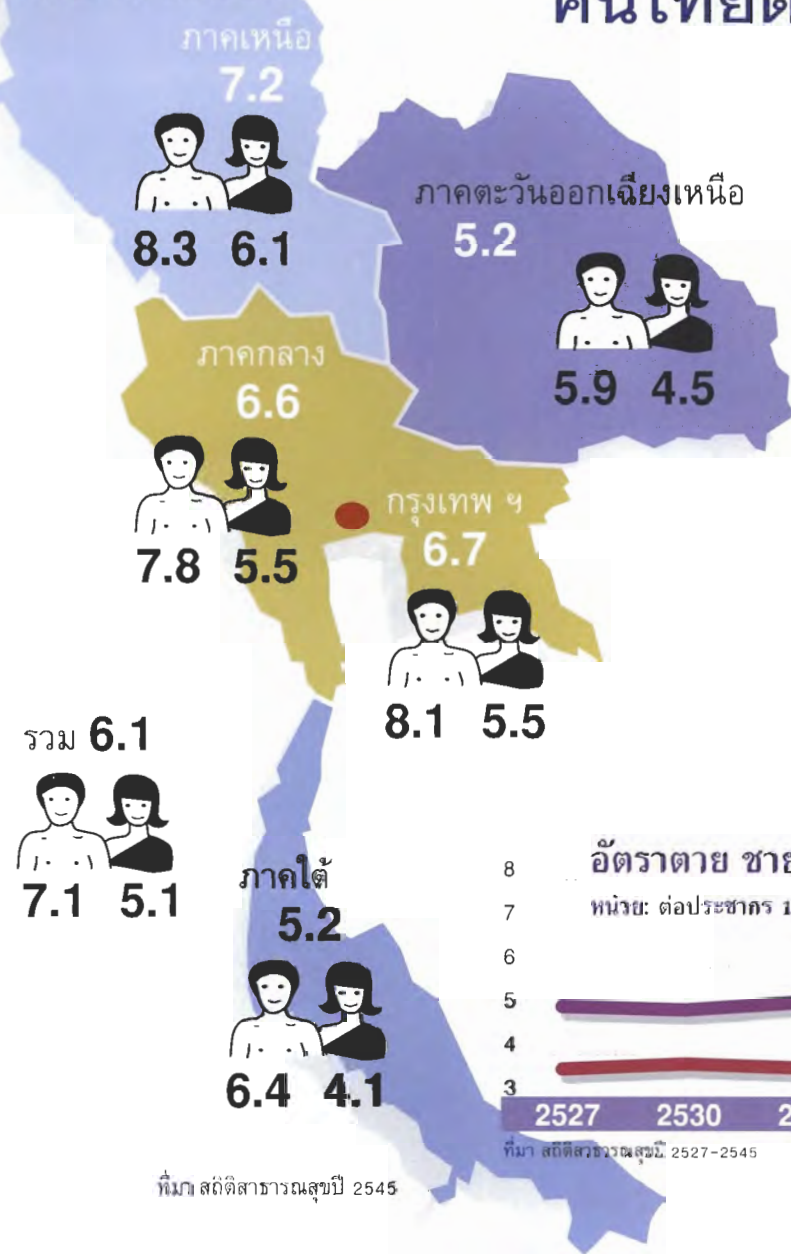 ภาคเหนือ
7.2
8.3 6.1
ภาคตะวันออกเฉียงเหนือ
5.2
5.9 4.5
ภาคกลาง
6.6
7.8 5.5
กรุงเทพ ฯ
6.7
8.1 5.5
รวม 6.1
7.1 5.1
ภาคใต้
5.2
6.4 4.1
ที่มา สถิติสาธารณสุขปี 2545
อัตราตาย
หน่วย: ต่อประชากร
8
7
6
5
4
3
2527 2530
ที่มา สถิติสาธารณสุขปี 2527-2545